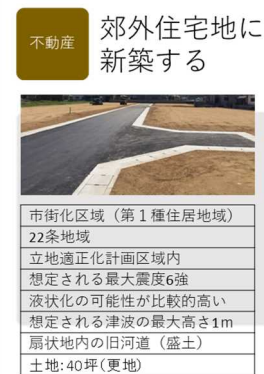 不動産
郊外住宅地に
新築する
市街化区域（第１種住居地域）
22条地域
立地適正化計画区域内
想定される最大震度6強
液状化の可能性が比較的高い
想定される津波の最大高さ1m
扇状地内の旧河道（盛土）
土地:40坪(更地)